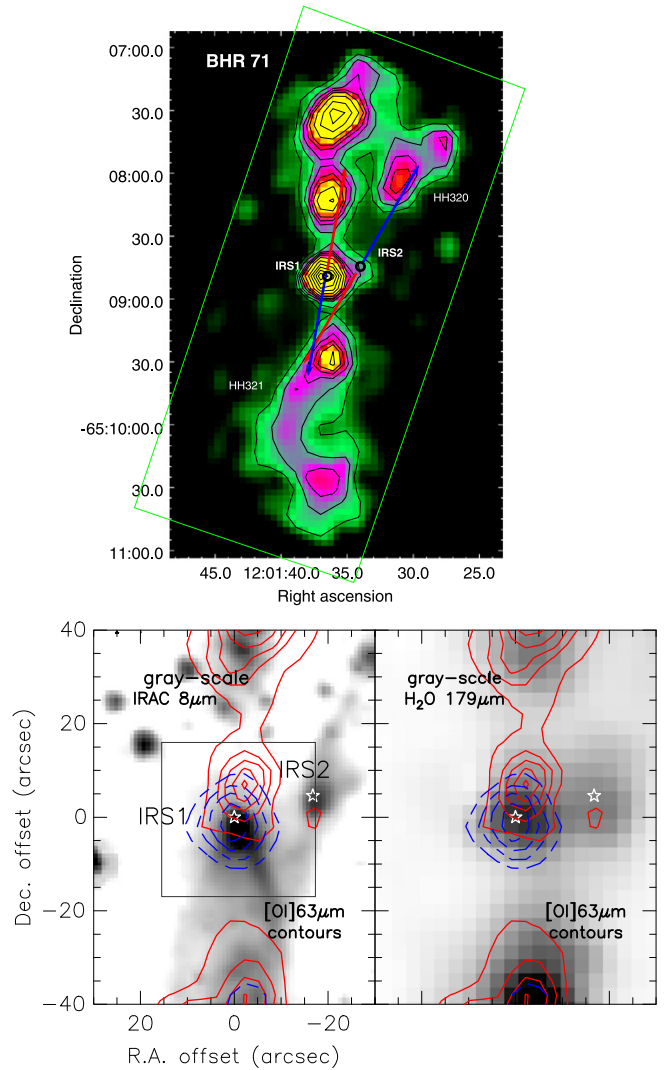 BHR 71
07:00.0
30.0
08:00.0
HH320
30.0
IRS1
IRS2
09:00.0
30.0
HH321
-65:10:00.0
30.0
11:00.0
Declination
45.0 12:01:40.0 35.0 30.0 25.0
Right ascension
40
20
0
-20
-40
Dec. offset (arcsec)
gray-scale
IRAC 8μm
IRS2
IRS1
[OI]63μm
contours
20 0 -20
R.A. offset (arcsec)
gray-scale
H₂O 179μm
[OI]63μm
contours